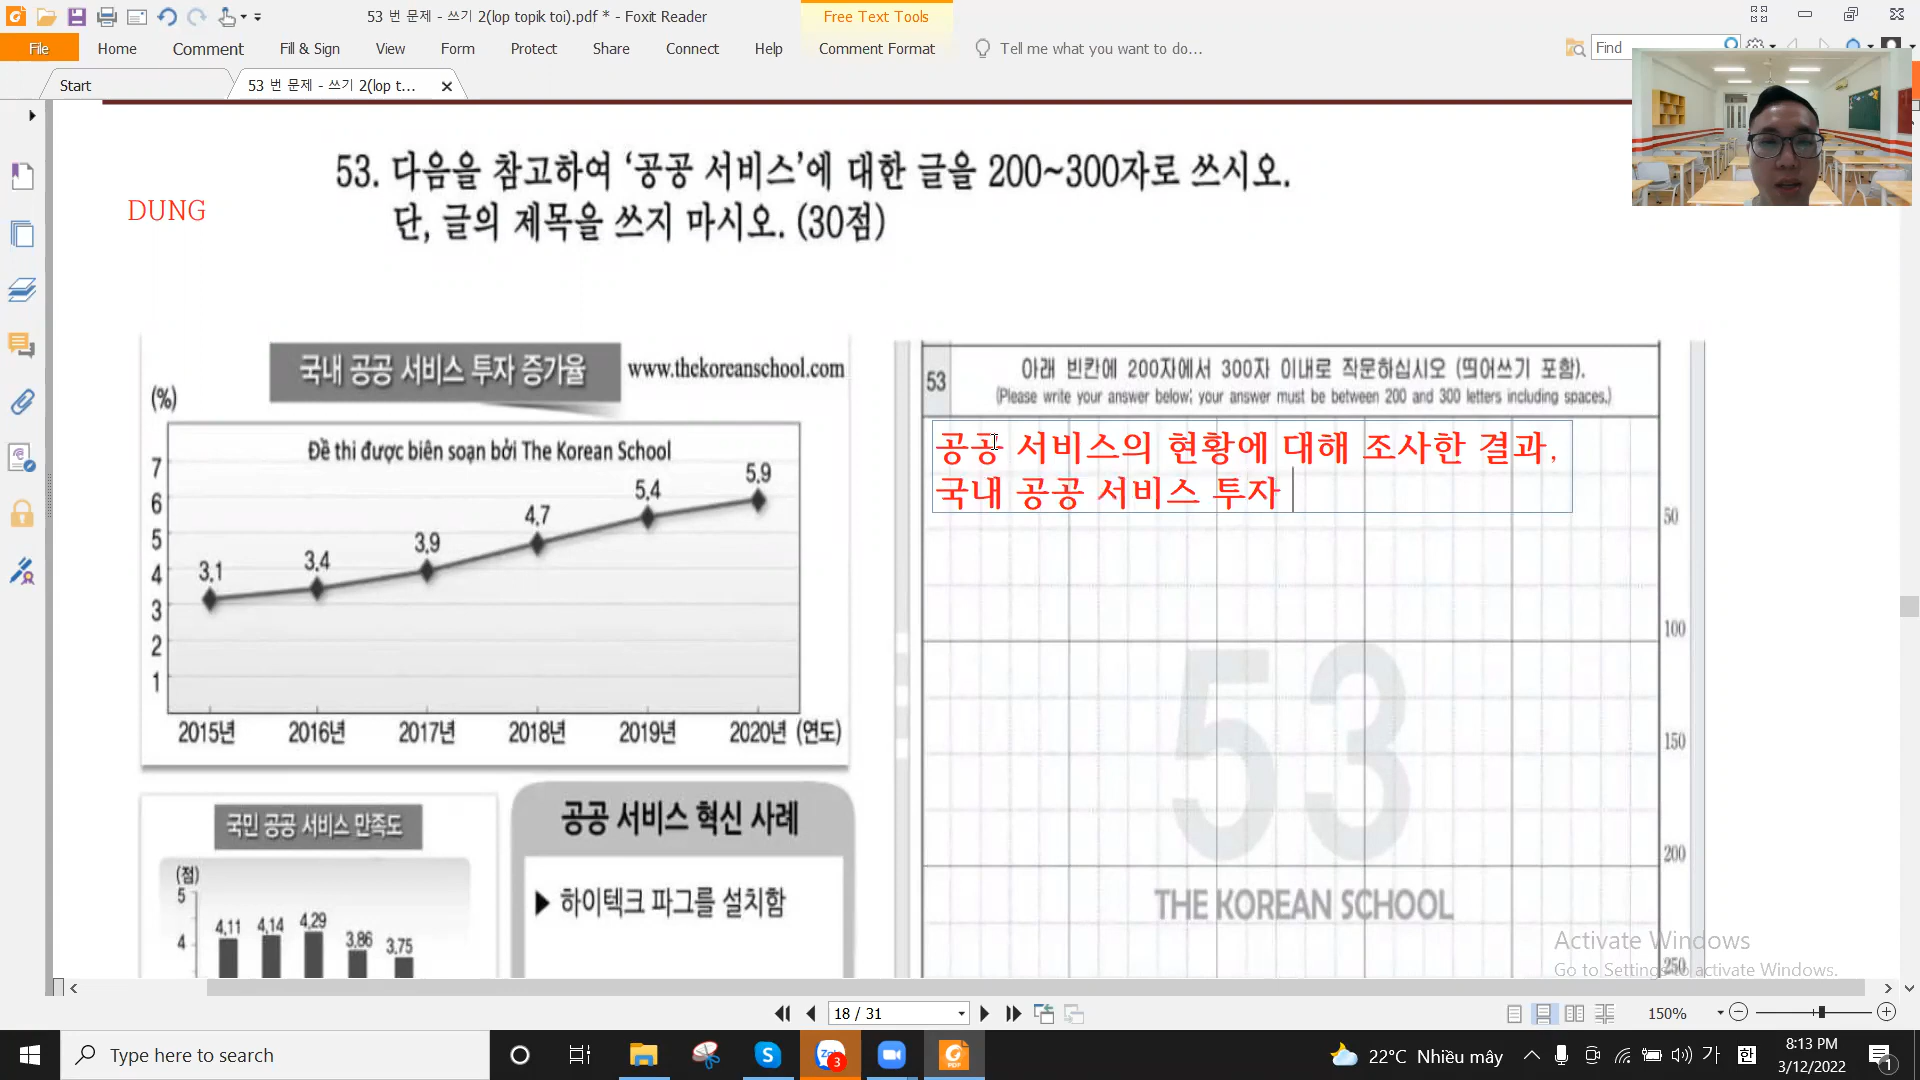 53 번 문제 - 쓰기 2(lop topik toi).pdf * - Foxit Reader
Free Text Tools
File
Home
Comment
Fill & Sign
View
Form
Protect
Share
Connect
Help
Comment Format
Tell me what you want to do...
Find
Start
53 번 문제 - 쓰기 2(lop t...
53. 다음을 참고하여 '공공 서비스'에 대한 글을 200~300자로 쓰시오.
단, 글의 제목을 쓰지 마시오. (30점)
DUNG
국내 공공 서비스 투자 증가율
www.thekoreanschool.com
(%)
Đề thi được biên soạn bởi The Korean School
7
6
5
4
3
2
1
3.1
3.4
3.9
4.7
5.4
5.9
2015년
2016년
2017년
2018년
2019년
2020년 (연도)
국민 공공 서비스 만족도
(점)
5
4
4.11
4.14
4.29
3.86
3.75
공공 서비스 혁신 사례
▶ 하이테크 파그를 설치함
53
아래 빈칸에 200자에서 300자 이내로 작문하십시오 (띄어쓰기 포함).
(Please write your answer below; your answer must be between 200 and 300 letters including spaces.)
공공 서비스의 현황에 대해 조사한 결과,
국내 공공 서비스 투자
50
100
150
200
250
53
THE KOREAN SCHOOL
Activate Windows
Go to Settings to activate Windows.
18 / 31
150%
Type here to search
3
22°C Nhiều mây
가
한
8:13 PM
3/12/2022
1